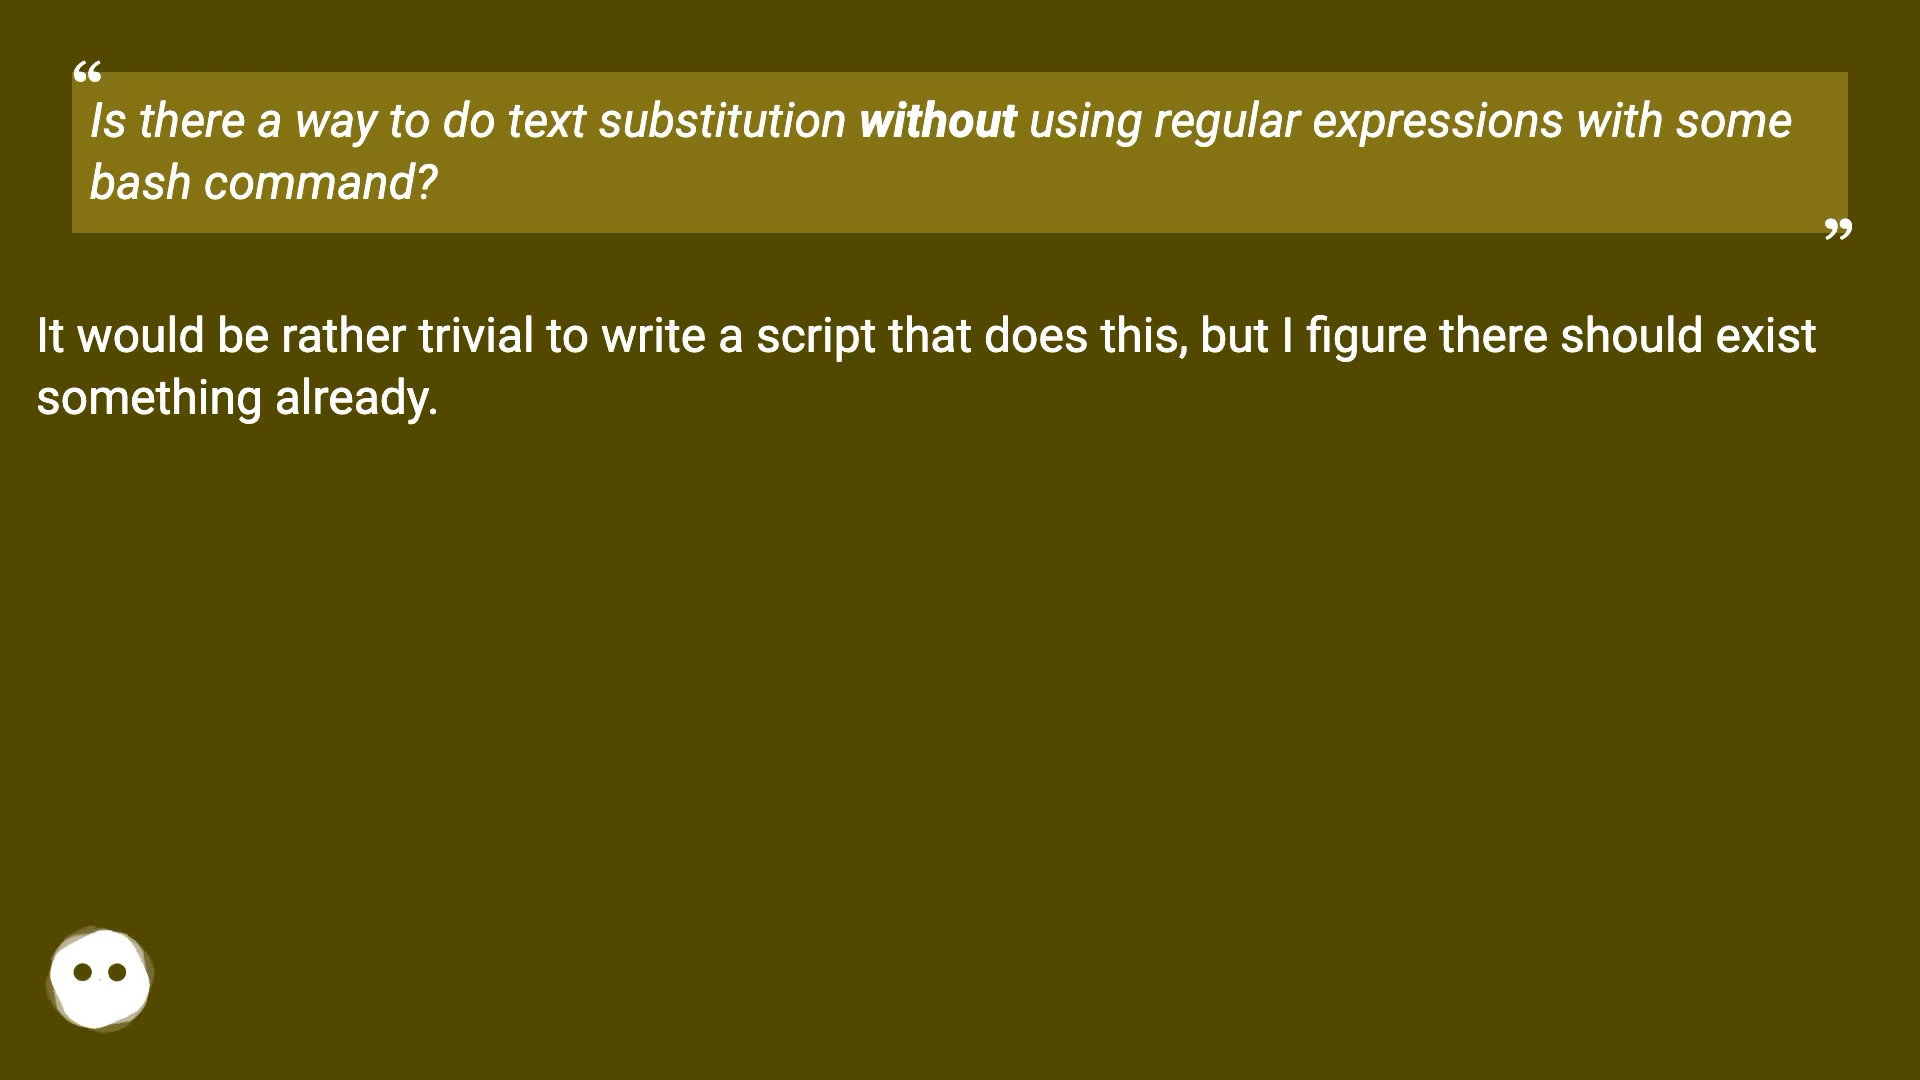 “
Is there a way to do text substitution without using regular expressions with some
bash command?
”
It would be rather trivial to write a script that does this, but I figure there should exist
something already.